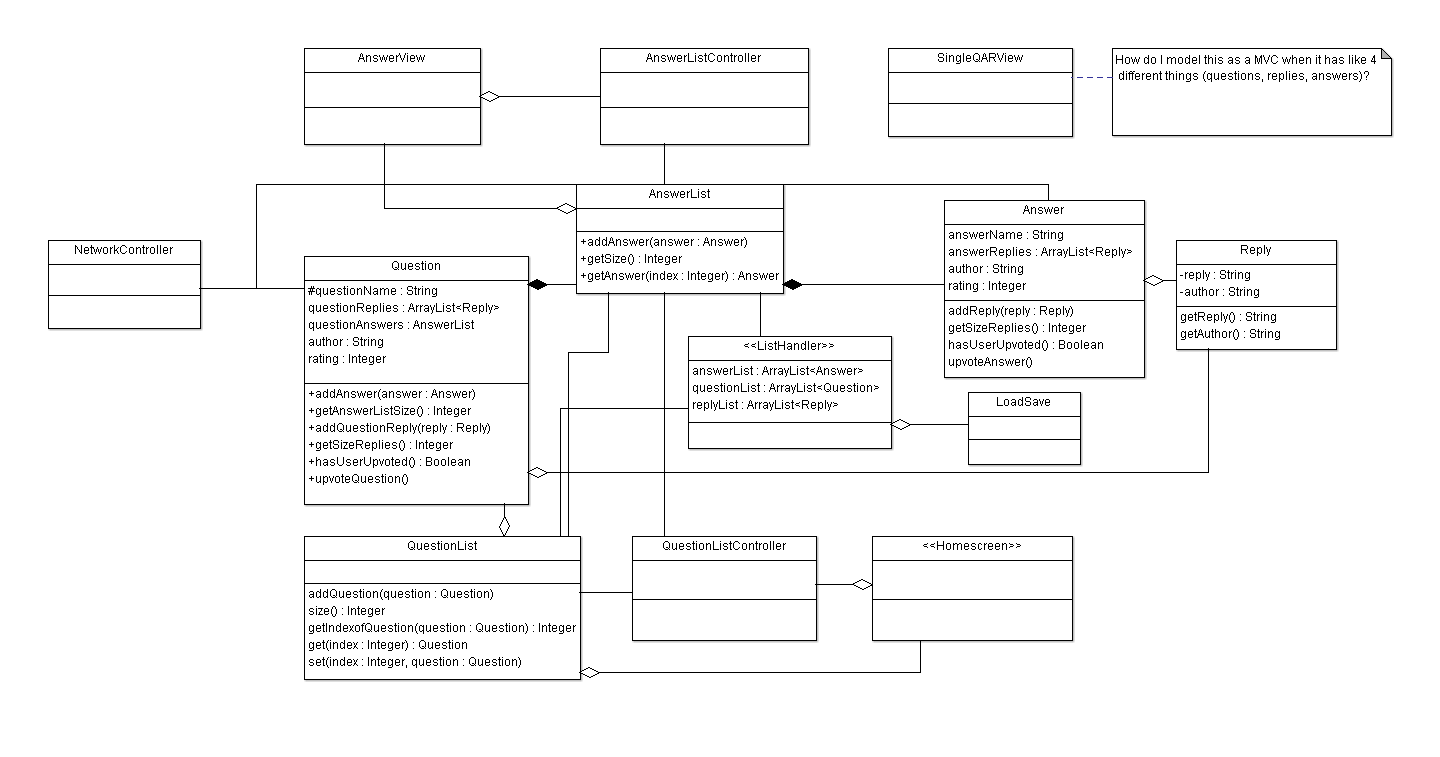 AnswerView
AnswerListController
SingleQARView
How do I model this as a MVC when it has like 4
different things (questions, replies, answers)?
AnswerList
+addAnswer(answer : Answer)
+getSize() : Integer
+getAnswer(index : Integer) : Answer
Answer
answerName : String
answerReplies : ArrayList<Reply>
author : String
rating : Integer
addReply(reply : Reply)
getSizeReplies() : Integer
hasUserUpvoted() : Boolean
upvoteAnswer()
NetworkController
Question
#questionName : String
questionReplies : ArrayList<Reply>
questionAnswers : AnswerList
author : String
rating : Integer
+addAnswer(answer : Answer)
+getAnswerListSize() : Integer
+addQuestionReply(reply : Reply)
+getSizeReplies() : Integer
+hasUserUpvoted() : Boolean
+upvoteQuestion()
Reply
-reply : String
-author : String
getReply() : String
getAuthor() : String
<<ListHandler>>
answerList : ArrayList<Answer>
questionList : ArrayList<Question>
replyList : ArrayList<Reply>
LoadSave
QuestionList
addQuestion(question : Question)
size() : Integer
getIndexofQuestion(question : Question) : Integer
get(index : Integer) : Question
set(index : Integer, question : Question)
QuestionListController
<<Homescreen>>